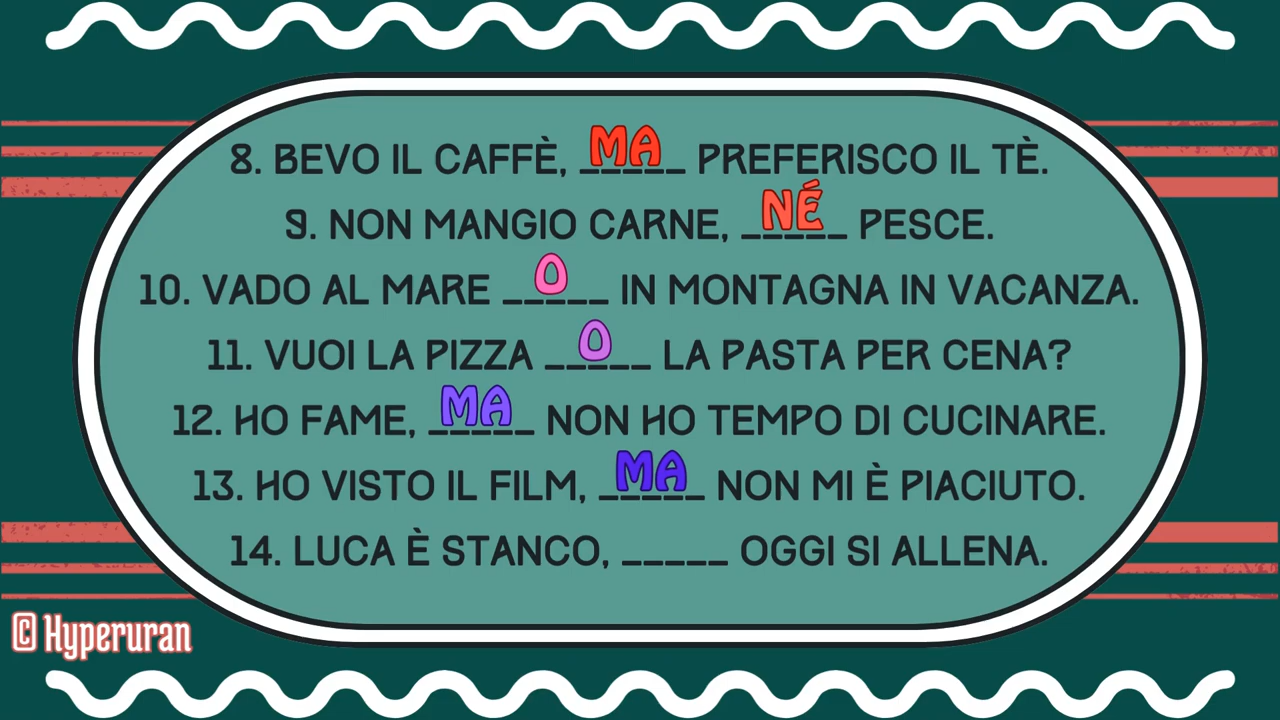 8. BEVO IL CAFFÈ, MA PREFERISCO IL TÈ.
9. NON MANGIO CARNE, NÉ PESCE.
10. VADO AL MARE O IN MONTAGNA IN VACANZA.
11. VUOI LA PIZZA O LA PASTA PER CENA?
12. HO FAME, MA NON HO TEMPO DI CUCINARE.
13. HO VISTO IL FILM, MA NON MI È PIACIUTO.
14. LUCA È STANCO, _____ OGGI SI ALLENA.
© Hyperuran